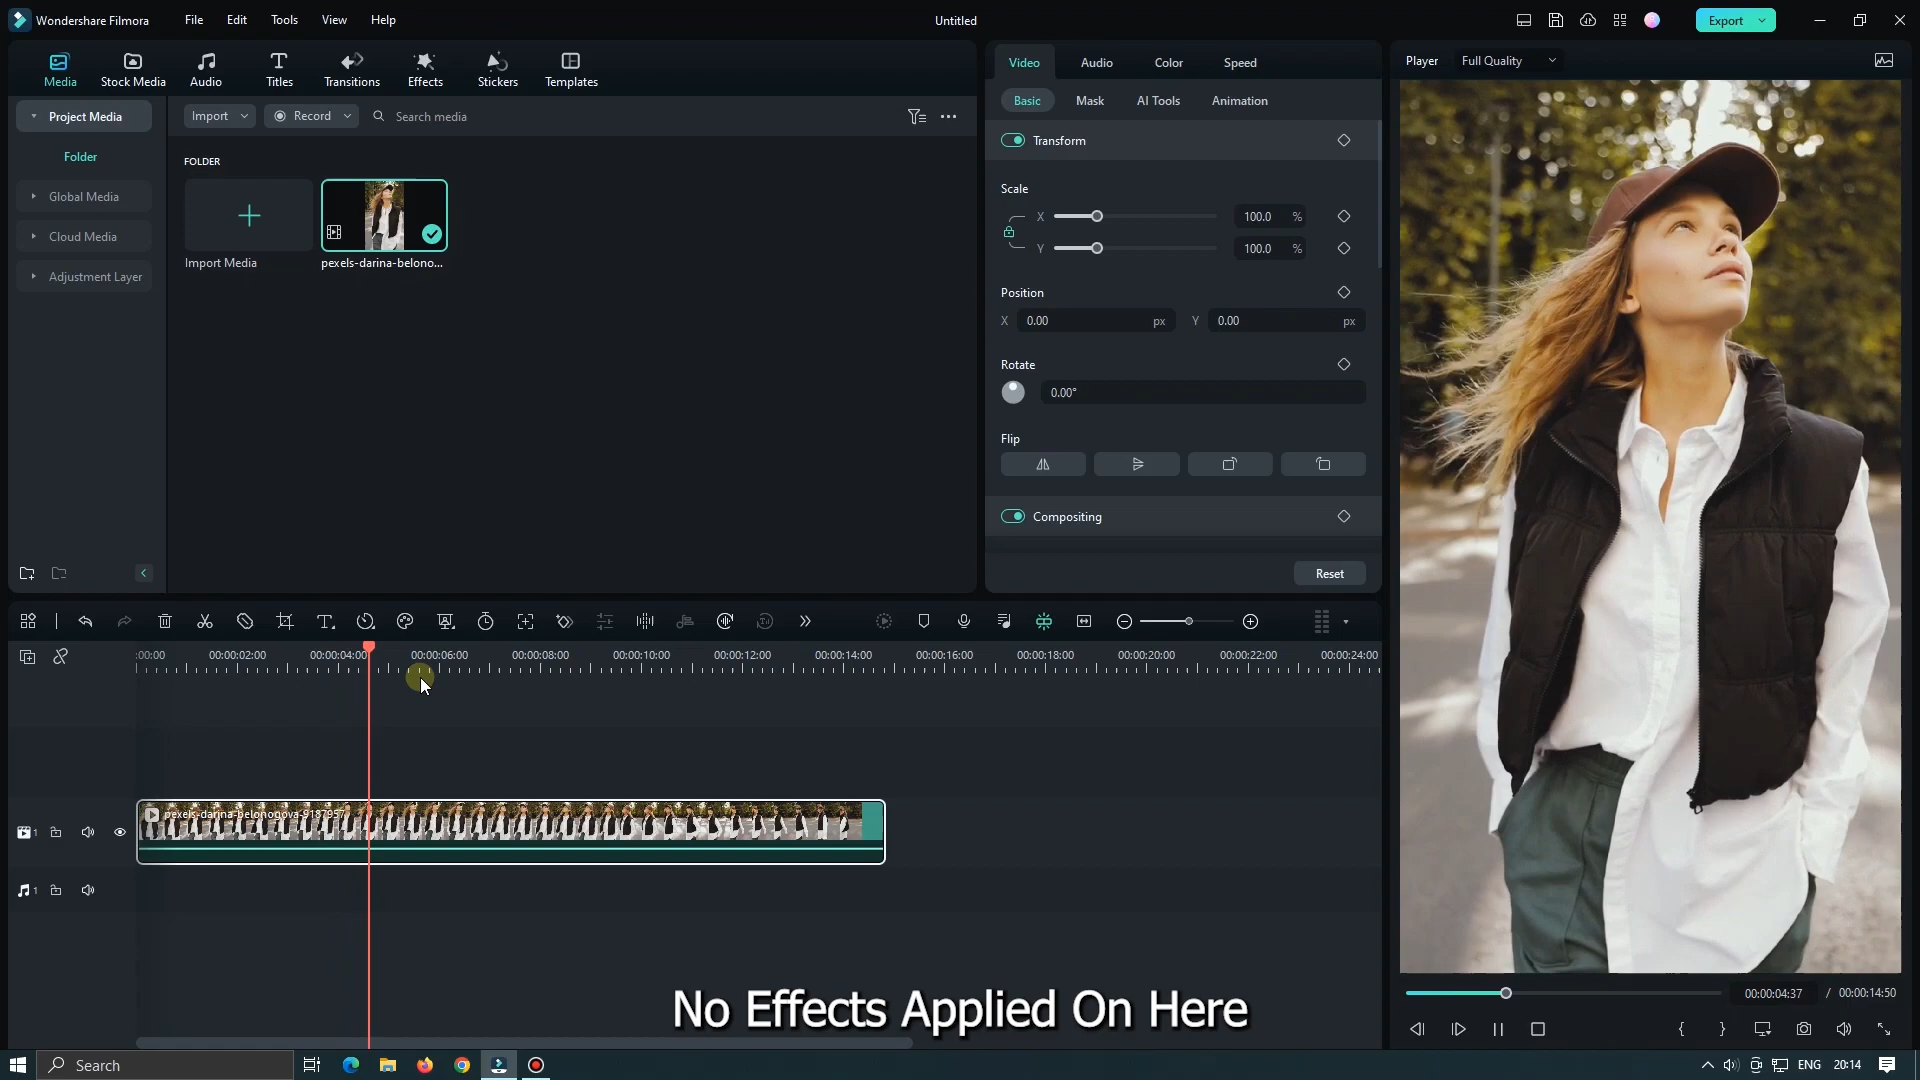 Wondershare Filmora
File Edit Tools View Help
Untitled
Export
Media
Stock Media
Audio
Titles
Transitions
Effects
Stickers
Templates
Project Media
Folder
Global Media
Cloud Media
Adjustment Layer
Import
Record
Search media
FOLDER
Import Media
pexels-darina-belono...
Video Audio Color Speed
Basic Mask AI Tools Animation
Transform
Scale
X 100.0 %
Y 100.0 %
Position
X 0.00 px Y 0.00 px
Rotate
0.00°
Flip
Compositing
Reset
Player Full Quality
00:00:04:37 / 00:00:14:50
:00:00 00:00:02:00 00:00:04:00 00:00:06:00 00:00:08:00 00:00:10:00 00:00:12:00 00:00:14:00 00:00:16:00 00:00:18:00 00:00:20:00 00:00:22:00 00:00:24:00
pexels-darina-belonogova-9187957
1
1
No Effects Applied On Here
Search
ENG 20:14